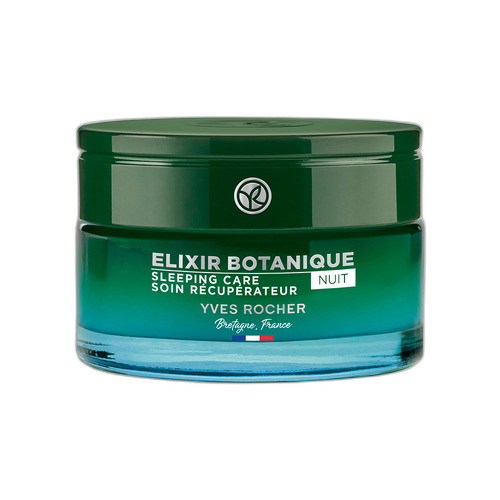 ELIXIR BOTANIQUE
SLEEPING CARE
SOIN RÉCUPÉRATEUR
NUIT
YVES ROCHER
Bretagne, France